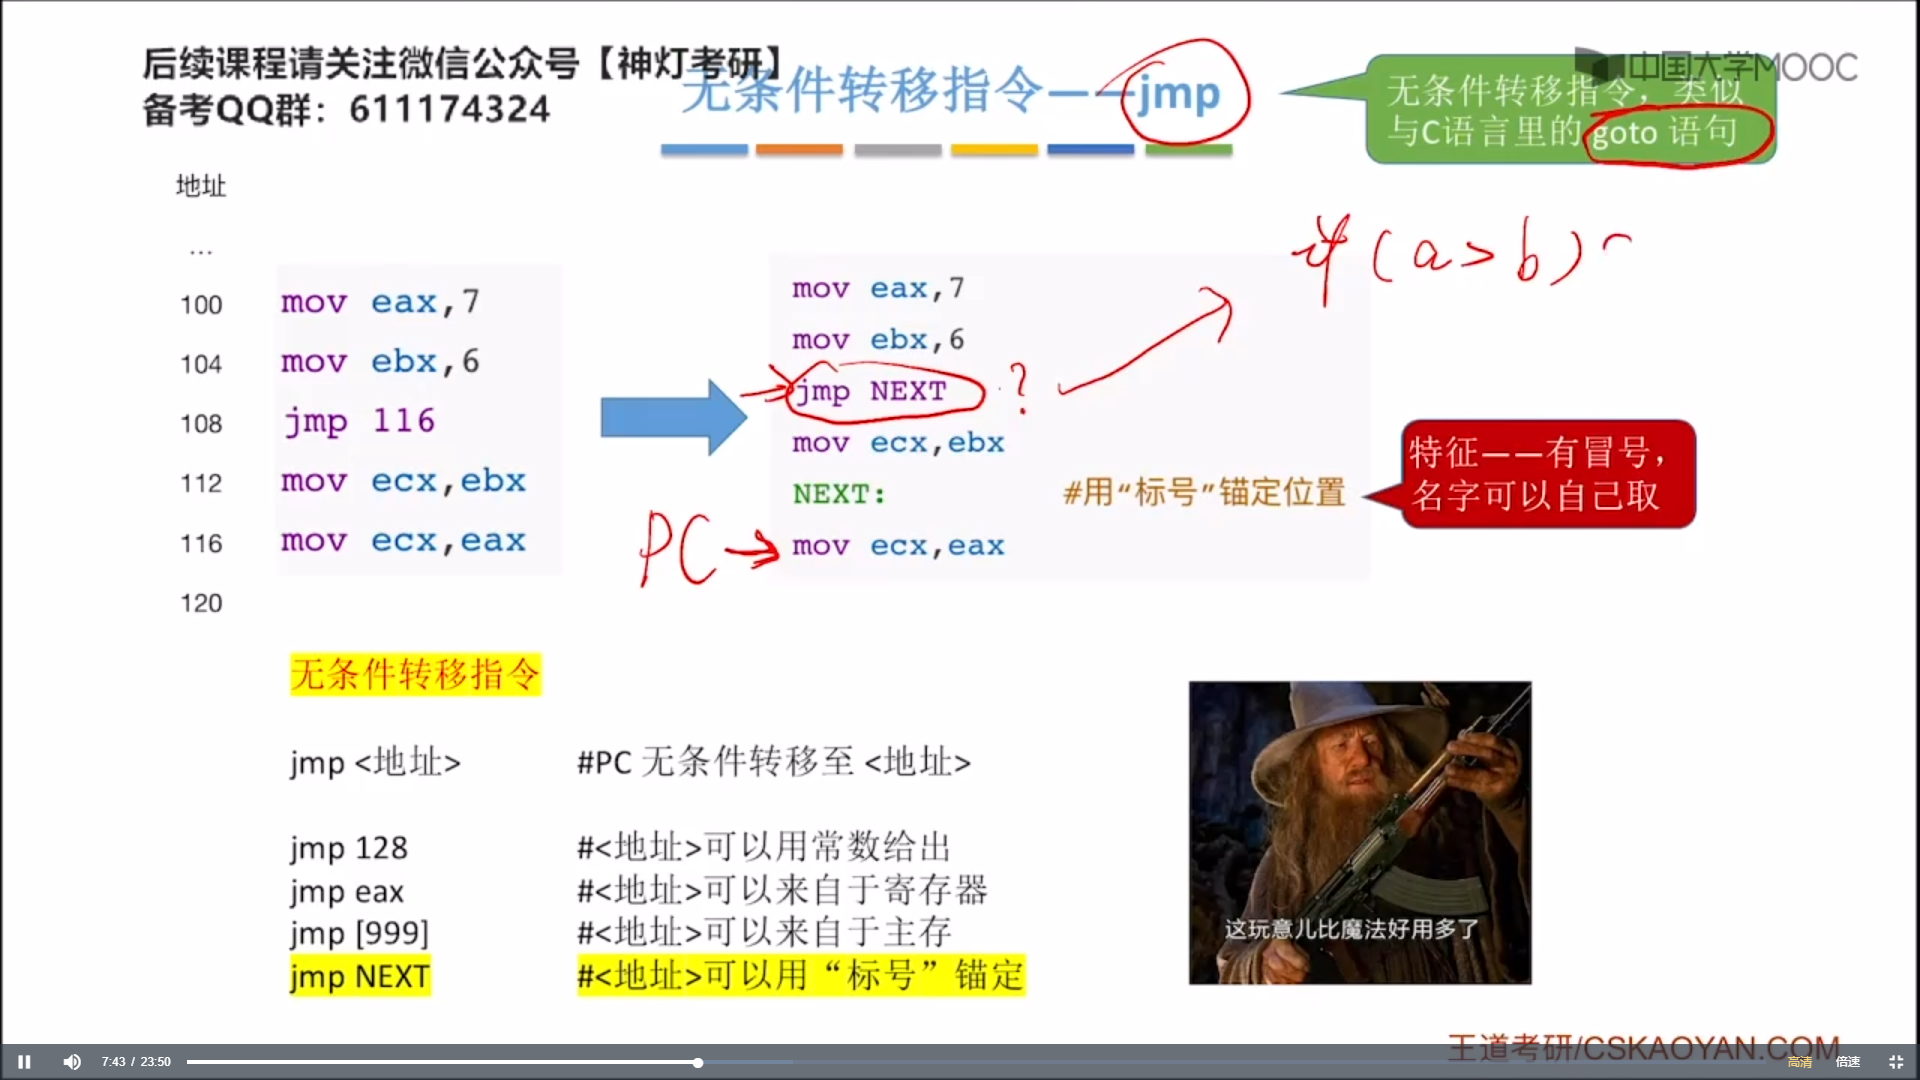 后续课程请关注微信公众号【神灯考研】
备考QQ群：611174324
无条件转移指令——jmp
中国大学MOOC
无条件转移指令，类似
与C语言里的 goto 语句
地址
...
100 mov eax,7
104 mov ebx,6
108 jmp 116
112 mov ecx,ebx
116 mov ecx,eax
120
mov eax,7
mov ebx,6
jmp NEXT ?
mov ecx,ebx
NEXT: #用“标号”锚定位置
PC mov ecx,eax
if (a>b)
特征——有冒号，
名字可以自己取
无条件转移指令
jmp <地址> #PC 无条件转移至 <地址>
jmp 128 #<地址>可以用常数给出
jmp eax #<地址>可以来自于寄存器
jmp [999] #<地址>可以来自于主存
jmp NEXT #<地址>可以用“标号”锚定
这玩意儿比魔法好用多了
王道考研/CSKAOYAN.COM
7:43 / 23:50
高清
倍速